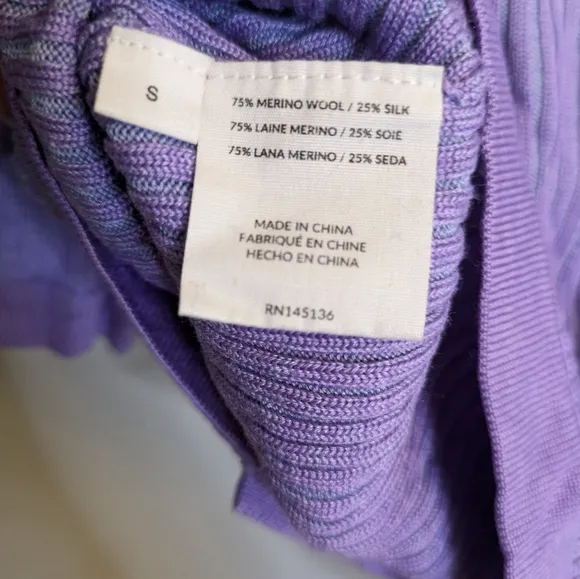 S
75% MERINO WOOL / 25% SILK
75% LAINE MERINO / 25% SOIE
75% LANA MERINO / 25% SEDA
MADE IN CHINA
FABRIQUÉ EN CHINE
HECHO EN CHINA
RN145136